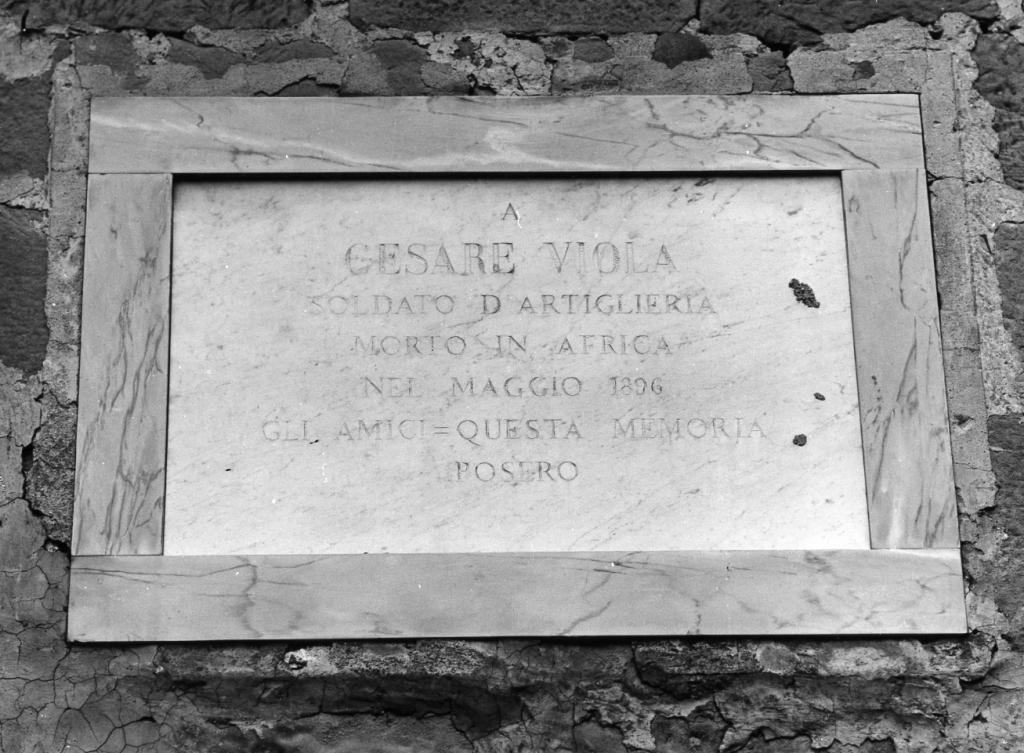 A
CESARE VIOLA
SOLDATO D'ARTIGLIERIA
MORTO IN AFRICA
NEL MAGGIO 1896
GLI AMICI=QUESTA MEMORIA
POSERO